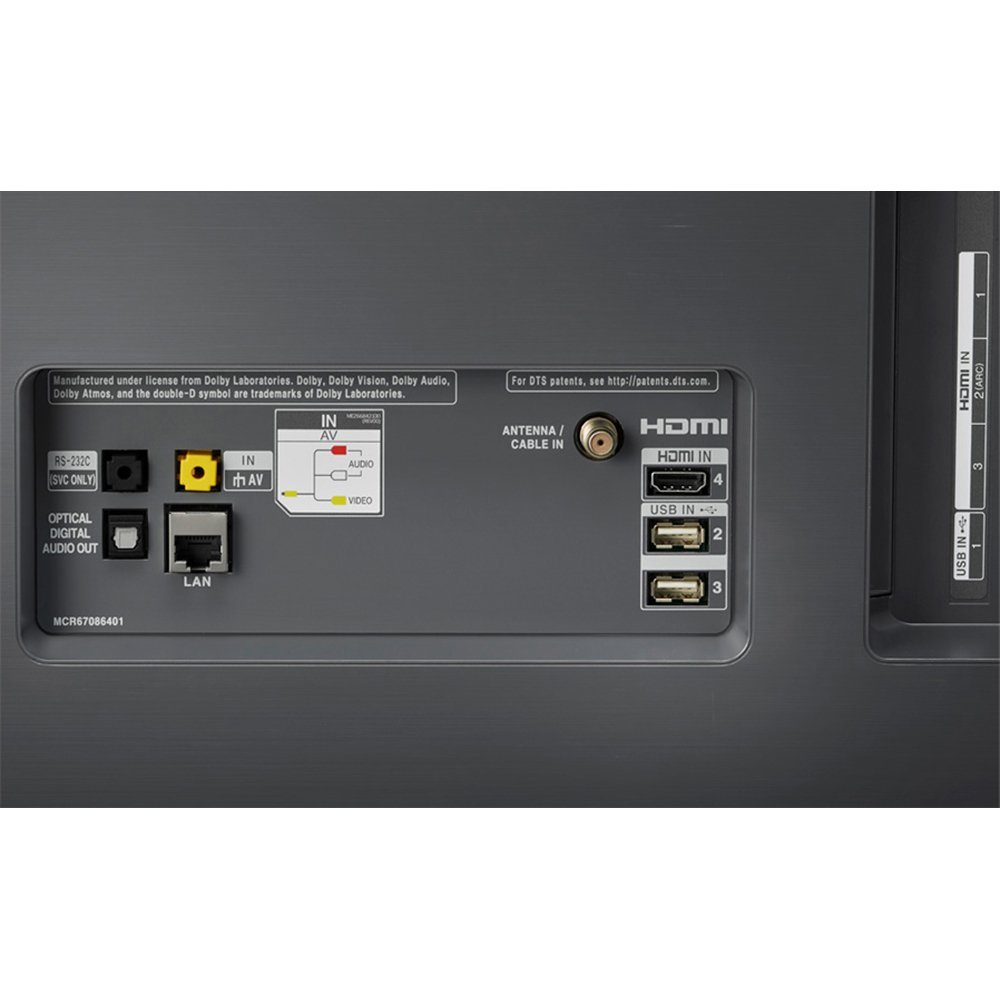 Manufactured under license from Dolby Laboratories. Dolby, Dolby Vision, Dolby Audio,
Dolby Atmos, and the double-D symbol are trademarks of Dolby Laboratories.
For DTS patents, see http://patents.dts.com.
RS-232C
(SVC ONLY)
IN
AV
OPTICAL
DIGITAL
AUDIO OUT
LAN
IN
AV
AUDIO
VIDEO
ANTENNA /
CABLE IN
HDMI
HDMI IN
4
USB IN
2
3
MCR67086401
HDMI IN
1
2(ARC)
3
USB IN
1